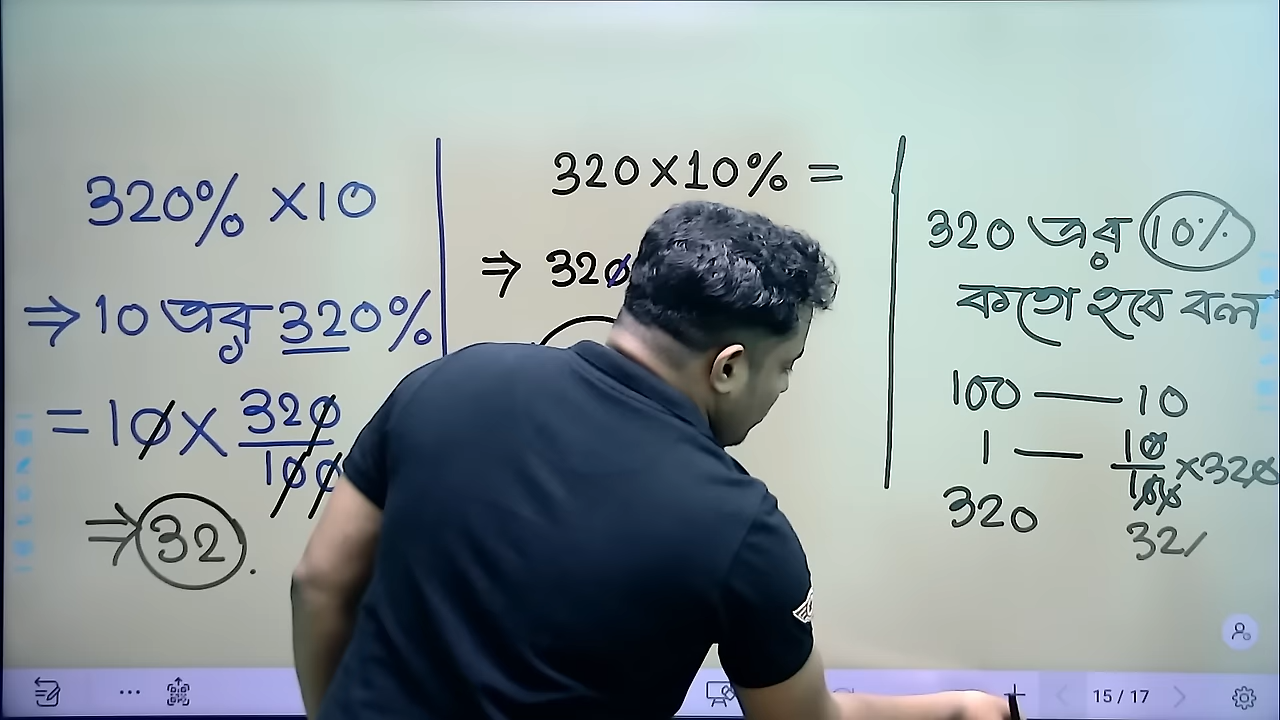 320% ×10
⇒ 10 এর 320%
= 10 × 320/100
⇒ 32.
320×10% =
⇒ 320
320 এর 10%
কতো হবে বল
100 — 10
1 — 10/100 ×320
320
32
15 / 17